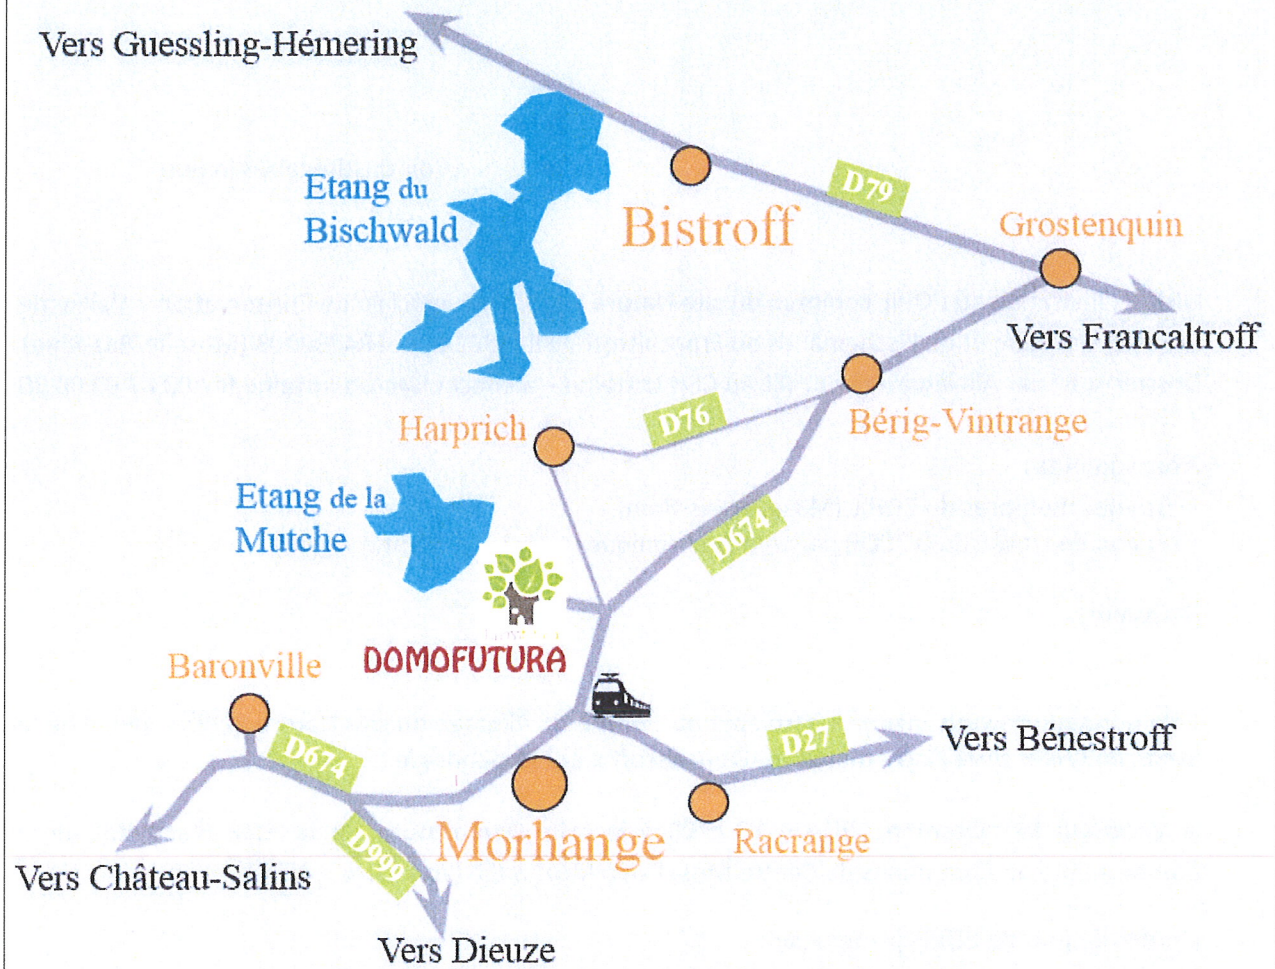 Vers Guessling-Hémering
Etang du
Bischwald
Bistroff
D79
Grostenquin
Vers Francaltroff
Harprich
D76
Bérig-Vintrange
Etang de la
Mutche
D674
DOMOFUTURA
Baronville
D674
D27
Vers Bénestroff
D999
Morhange
Racrange
Vers Château-Salins
Vers Dieuze